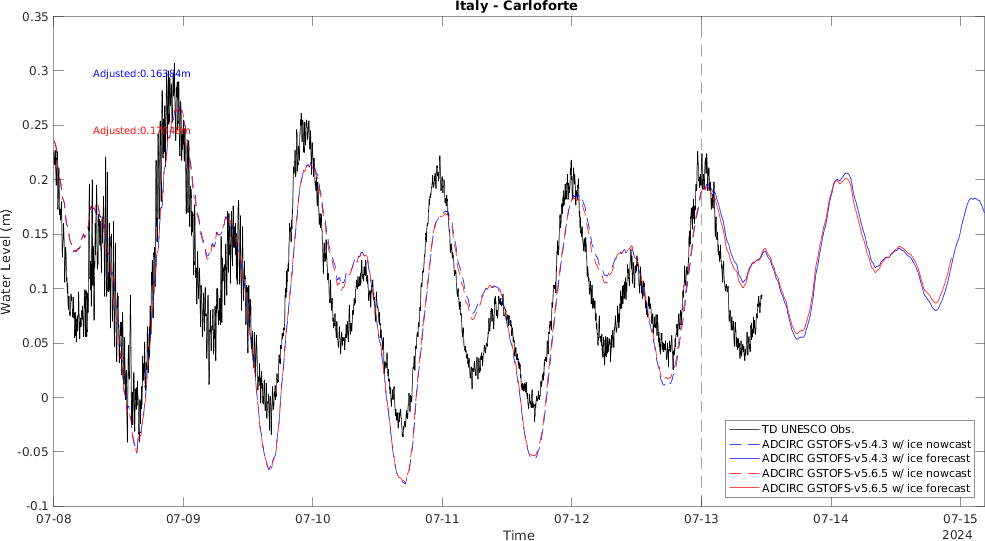 Italy - Carloforte
0.35
0.3
0.25
0.2
0.15
0.1
0.05
0
-0.05
-0.1
Water Level (m)
Adjusted:0.16384m
TD UNESCO Obs.
ADCIRC GSTOFS-v5.4.3 w/ ice nowcast
ADCIRC GSTOFS-v5.4.3 w/ ice forecast
ADCIRC GSTOFS-v5.6.5 w/ ice nowcast
ADCIRC GSTOFS-v5.6.5 w/ ice forecast
07-08 07-09 07-10 07-11 07-12 07-13 07-14 07-15
Time
2024